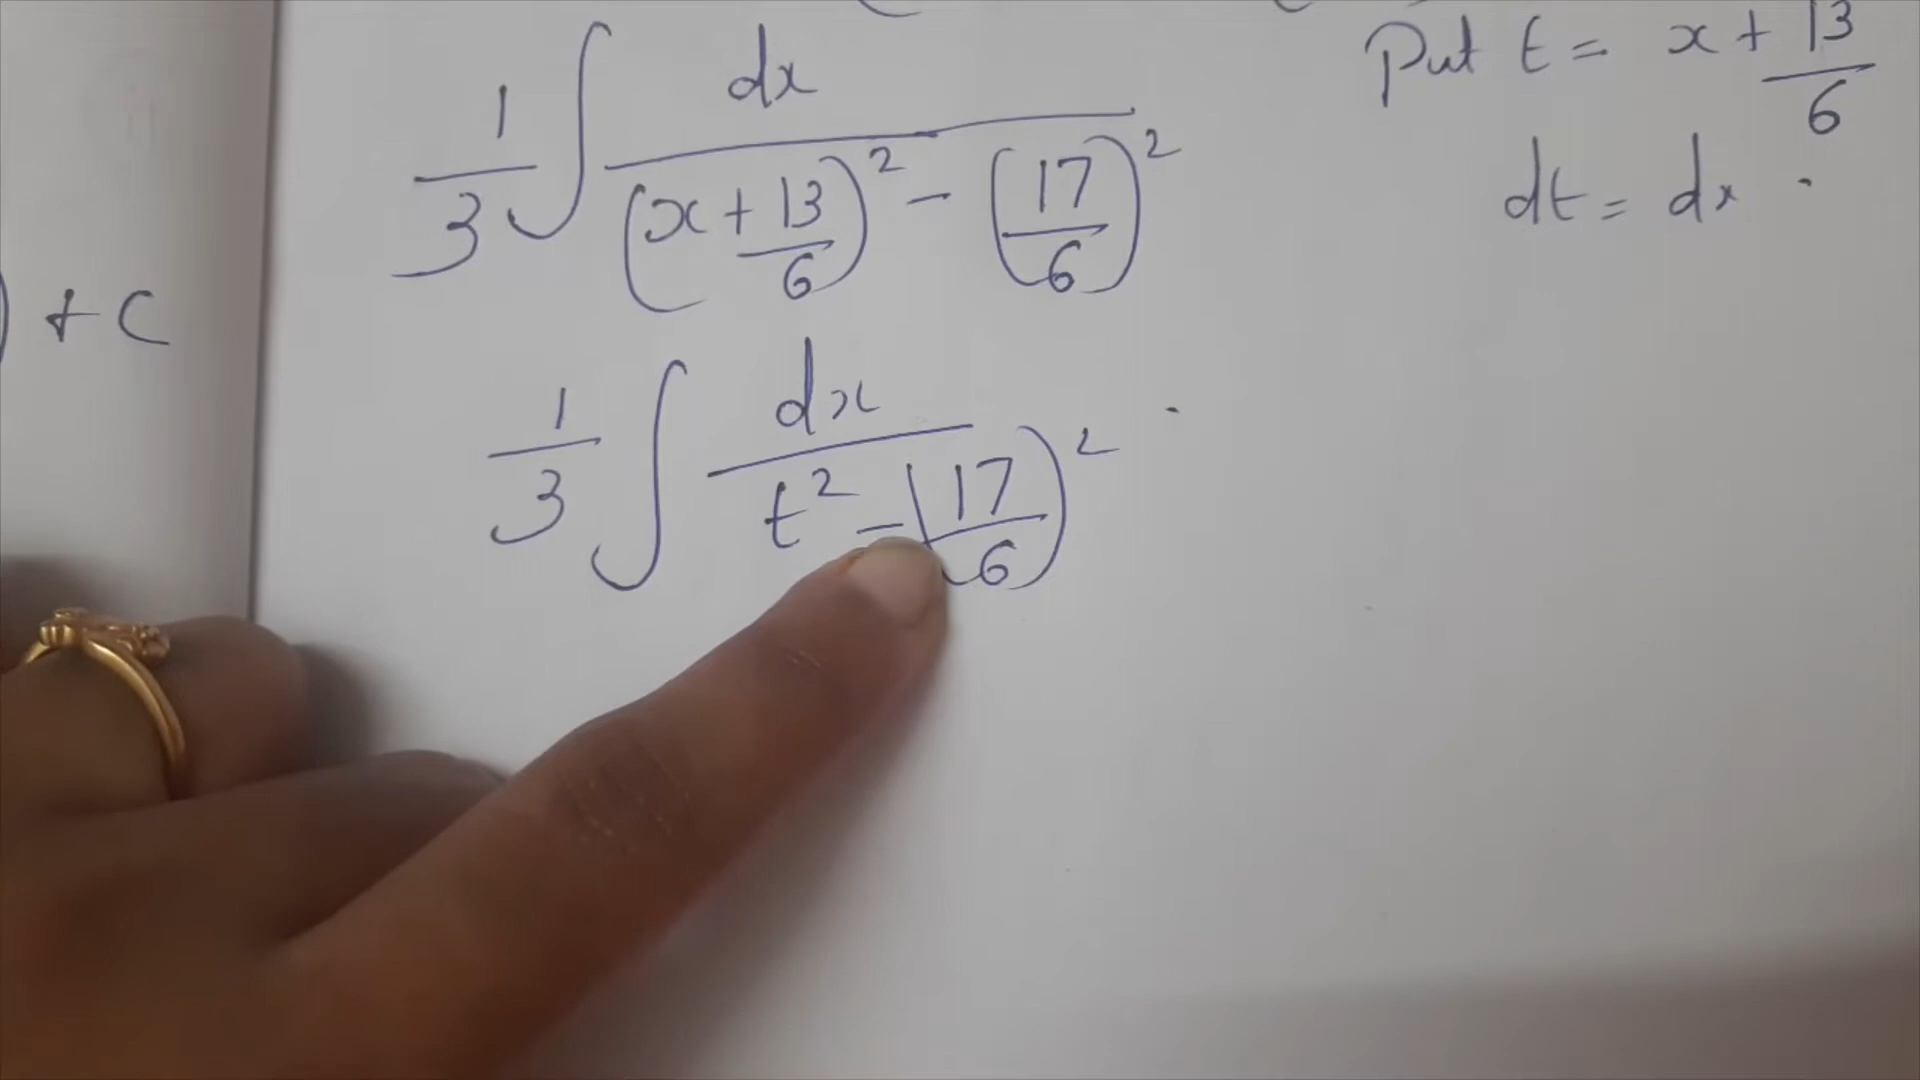 ) + C
1/3 ∫ dx / (x + 13/6)² - (17/6)²
Put t = x + 13/6
dt = dx .
1/3 ∫ dx / t² - (17/6)² .